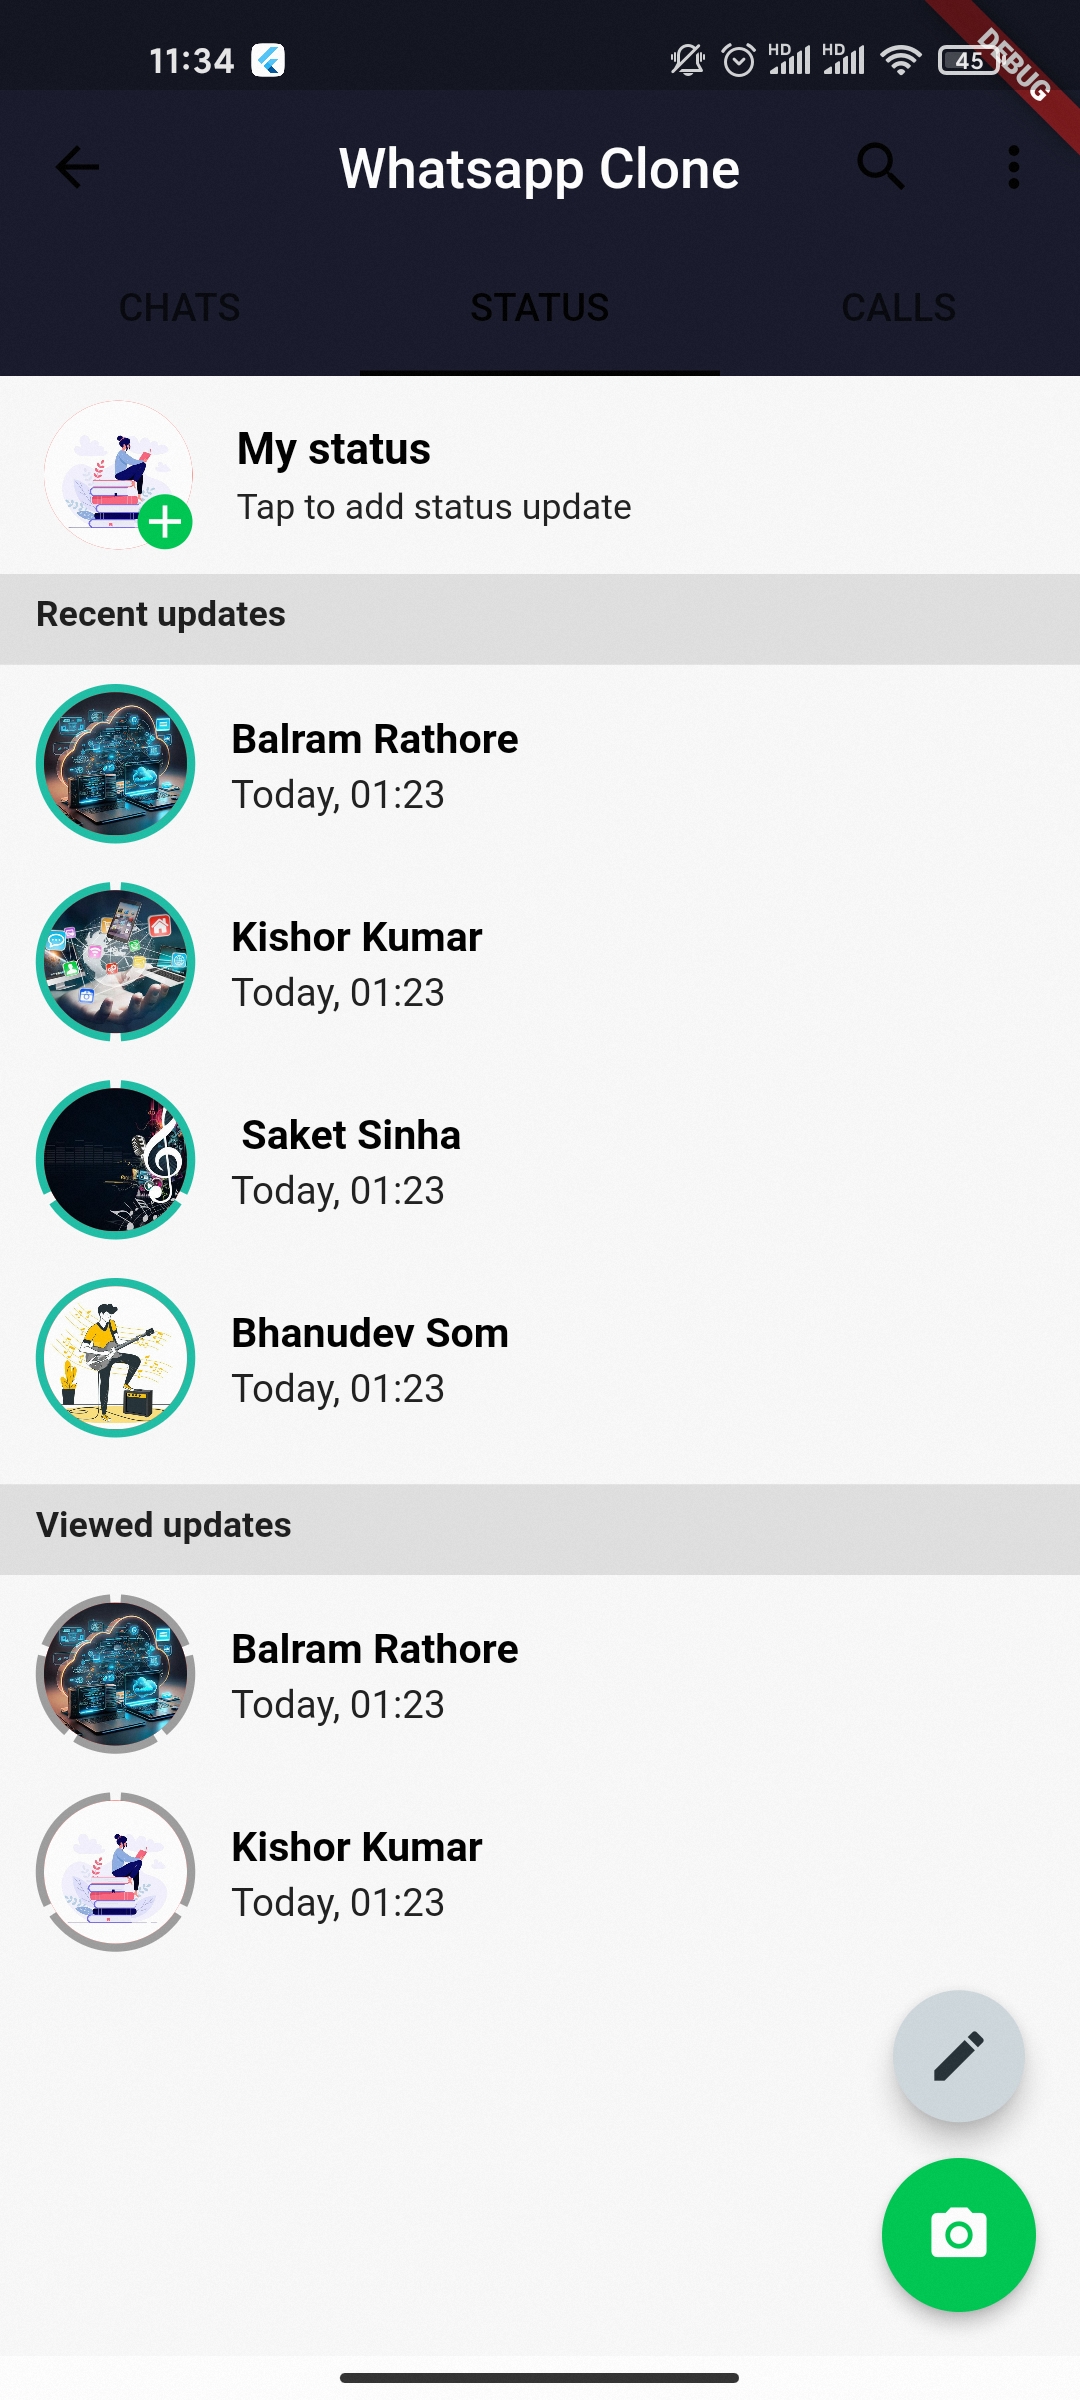 11:34
HD
HD
45
DEBUG
Whatsapp Clone
CHATS
STATUS
CALLS
My status
Tap to add status update
Recent updates
Balram Rathore
Today, 01:23
Kishor Kumar
Today, 01:23
Saket Sinha
Today, 01:23
Bhanudev Som
Today, 01:23
Viewed updates
Balram Rathore
Today, 01:23
Kishor Kumar
Today, 01:23